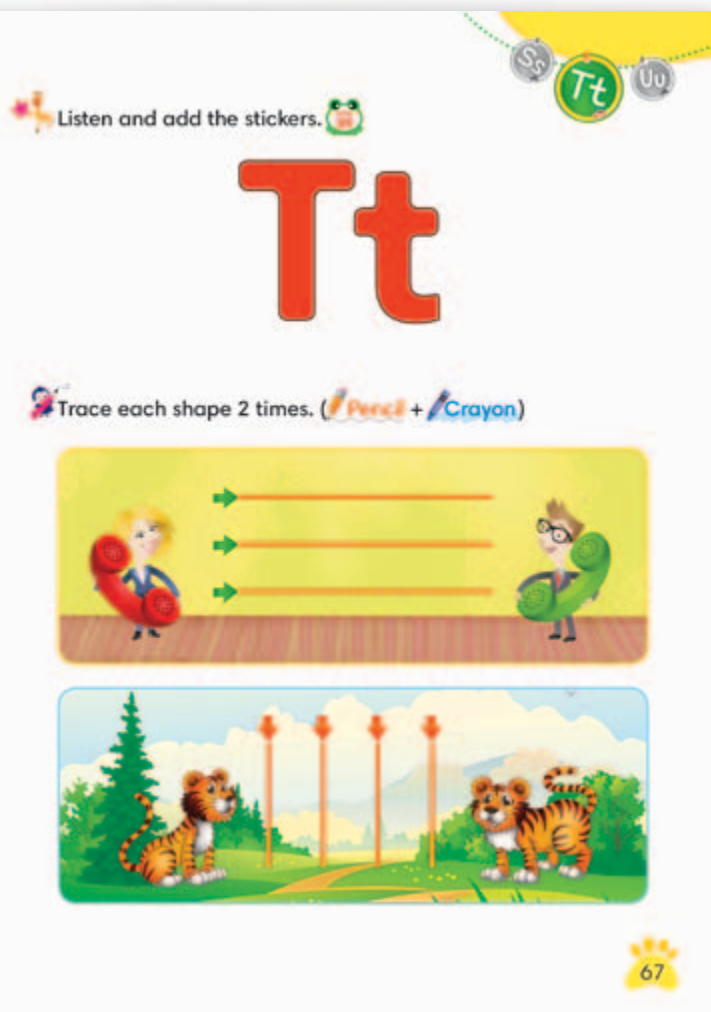 Ss Tt Uu
Listen and add the stickers.
Tt
Trace each shape 2 times. (Pencil + Crayon)
67